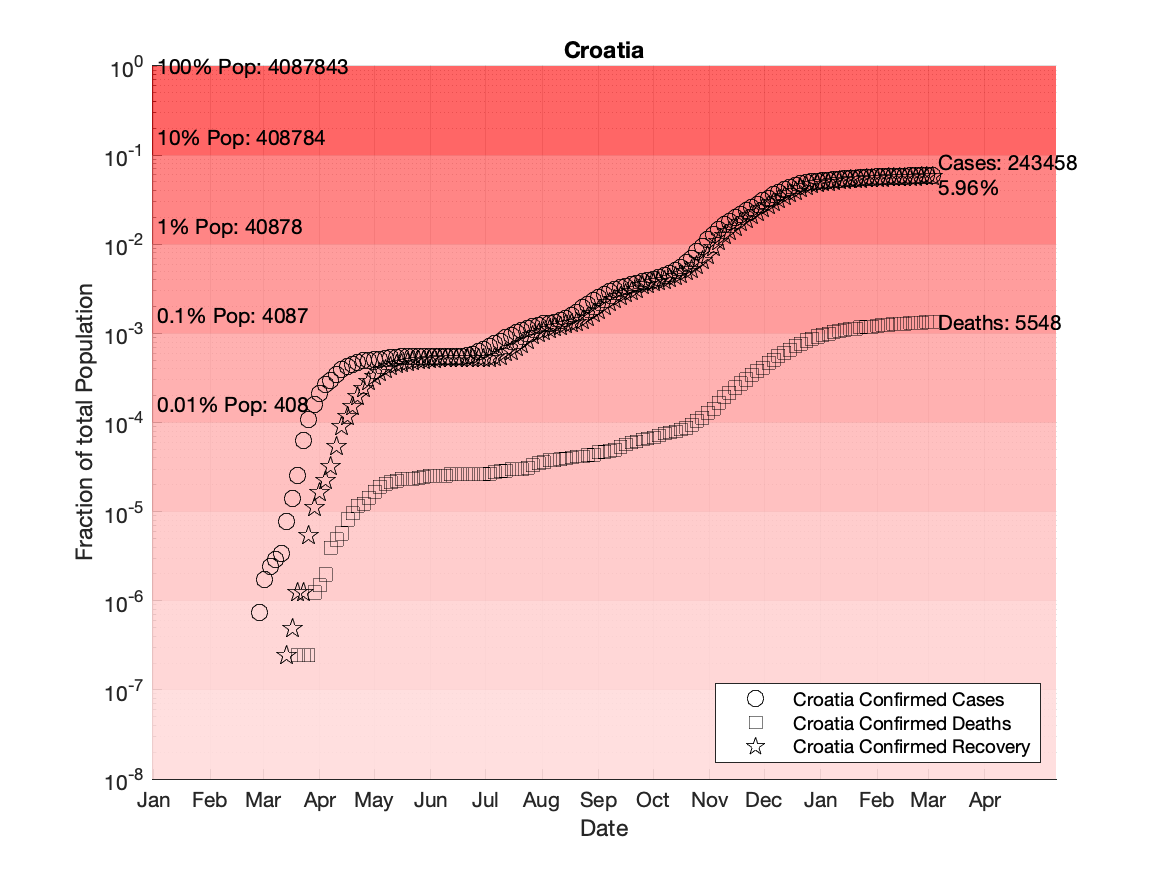 Croatia
10^0
100% Pop: 4087843
10% Pop: 408784
10^-1
Cases: 243458
5.96%
1% Pop: 40878
10^-2
0.1% Pop: 4087
10^-3
Deaths: 5548
0.01% Pop: 408
10^-4
10^-5
10^-6
10^-7
10^-8
Fraction of total Population
Croatia Confirmed Cases
Croatia Confirmed Deaths
Croatia Confirmed Recovery
Jan Feb Mar Apr May Jun Jul Aug Sep Oct Nov Dec Jan Feb Mar Apr
Date